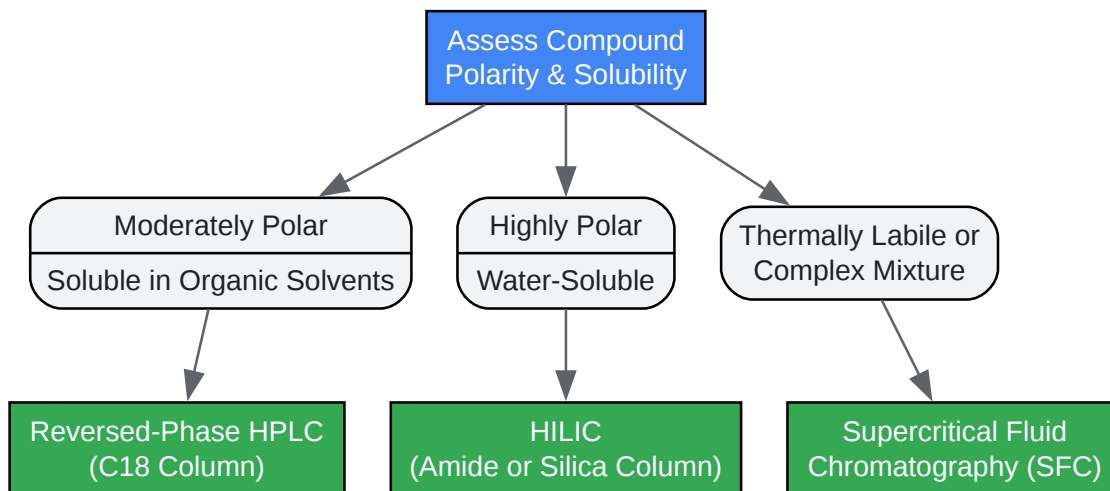 Assess Compound
Polarity & Solubility
Moderately Polar
Soluble in Organic Solvents
Highly Polar
Water-Soluble
Thermally Labile or
Complex Mixture
Reversed-Phase HPLC
(C18 Column)
HILIC
(Amide or Silica Column)
Supercritical Fluid
Chromatography (SFC)